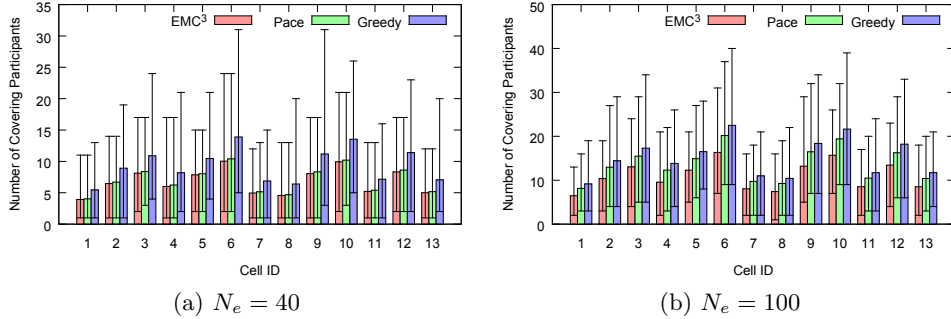 EMC³ Pace Greedy
40
35
30
25
20
15
10
5
0
Number of Covering Participants
1 2 3 4 5 6 7 8 9 10 11 12 13
Cell ID
(a) Nₑ = 40
EMC³ Pace Greedy
50
40
30
20
10
0
Number of Covering Participants
1 2 3 4 5 6 7 8 9 10 11 12 13
Cell ID
(b) Nₑ = 100